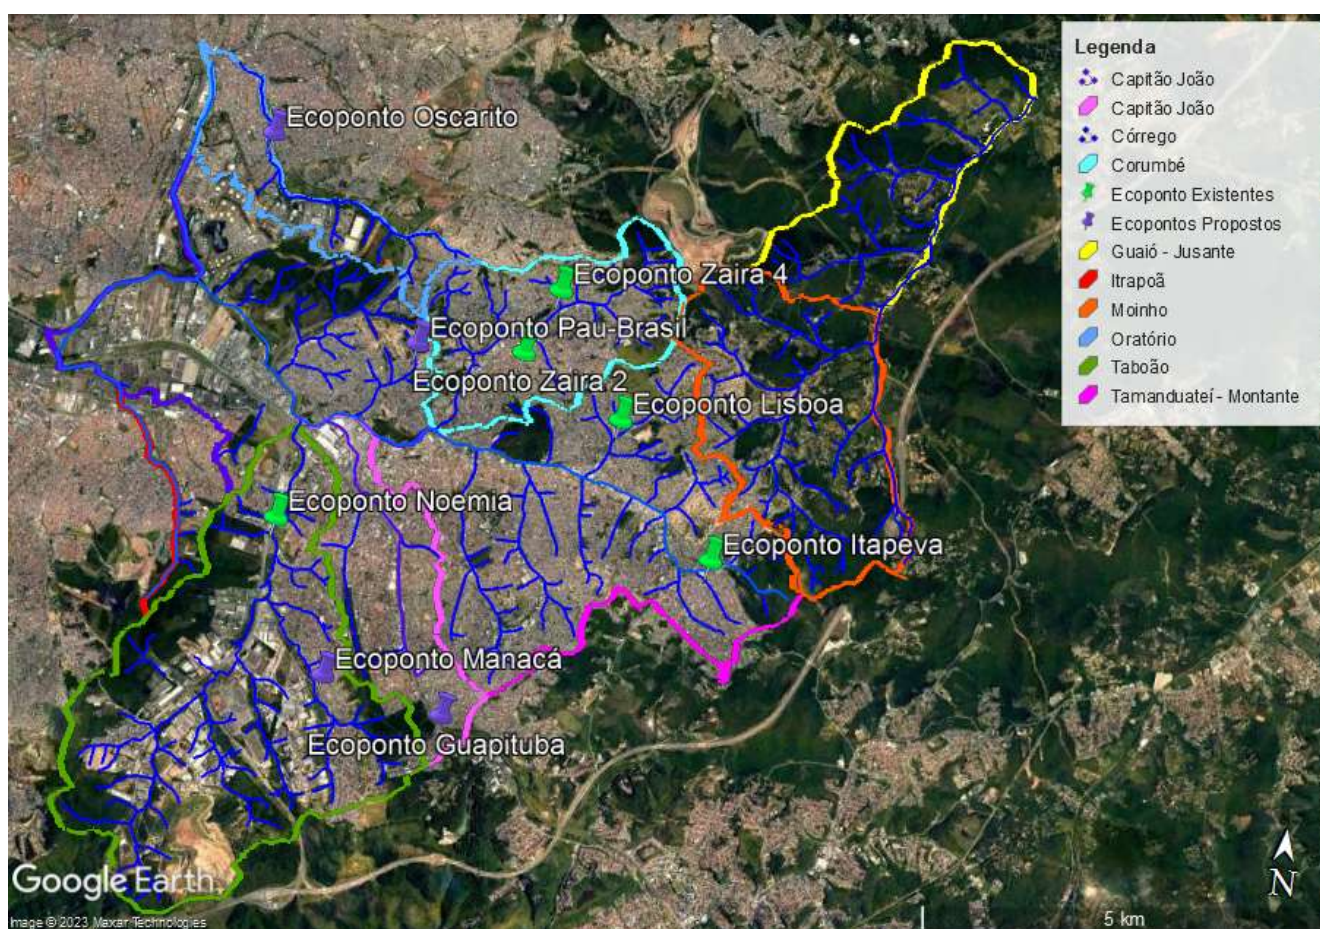 Legenda
Capitão João
Capitão João
Córrego
Corumbé
Ecoponto Existentes
Ecopontos Propostos
Guaió - Jusante
Itrapoã
Moinho
Oratório
Taboão
Tamanduateí - Montante
Ecoponto Oscarito
Ecoponto Zaira 4
Ecoponto Pau-Brasil
Ecoponto Zaira 2
Ecoponto Lisboa
Ecoponto Noemia
Ecoponto Itapeva
Ecoponto Manacá
Ecoponto Guapituba
Google Earth
Image © 2023 Maxar Technologies
5 km
N